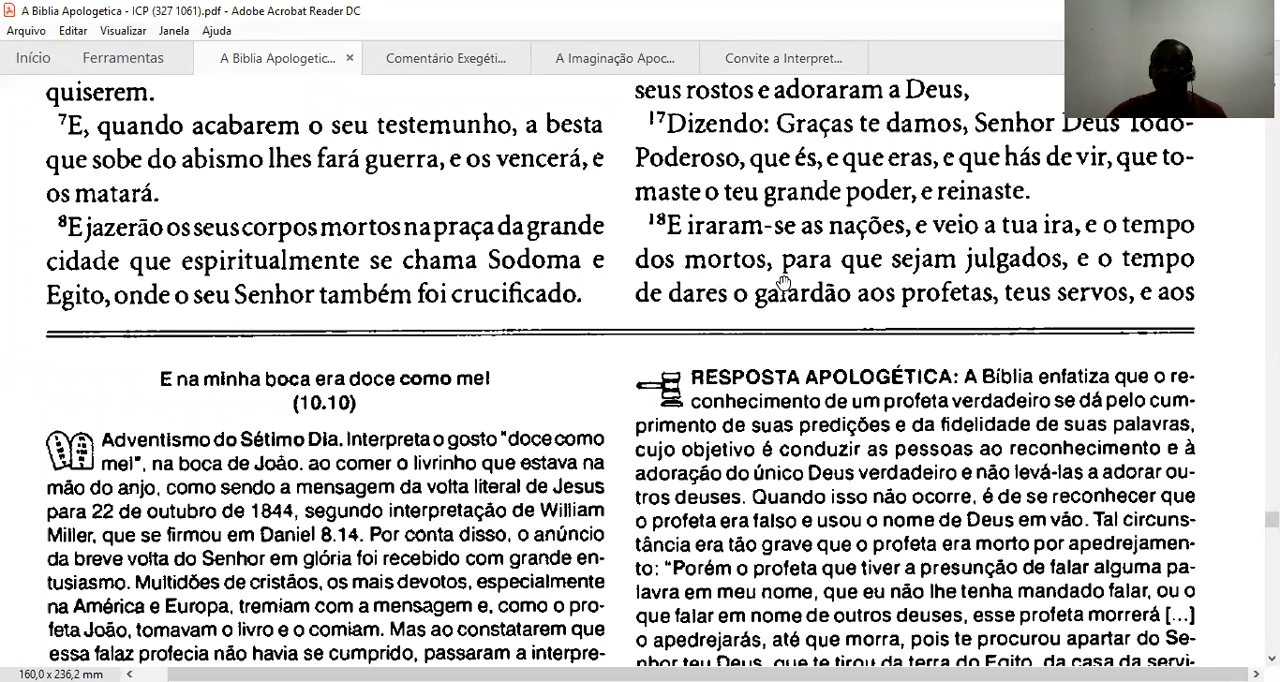 A Biblia Apologetica - ICP (327 1061).pdf - Adobe Acrobat Reader DC
Arquivo Editar Visualizar Janela Ajuda
Início Ferramentas A Biblia Apologetic... × Comentário Exegéti... A Imaginação Apoc... Convite a Interpret...
quiserem.
7E, quando acabarem o seu testemunho, a besta
que sobe do abismo lhes fará guerra, e os vencerá, e
os matará.
8E jazerão os seus corpos mortos na praça da grande
cidade que espiritualmente se chama Sodoma e
Egito, onde o seu Senhor também foi crucificado.
E na minha boca era doce como mel
(10.10)
Adventismo do Sétimo Dia. Interpreta o gosto "doce como
mel", na boca de João. ao comer o livrinho que estava na
mão do anjo, como sendo a mensagem da volta literal de Jesus
para 22 de outubro de 1844, segundo interpretação de William
Miller, que se firmou em Daniel 8.14. Por conta disso, o anúncio
da breve volta do Senhor em glória foi recebido com grande en-
tusiasmo. Multidões de cristãos, os mais devotos, especialmente
na América e Europa, tremiam com a mensagem e, como o pro-
feta João, tomavam o livro e o comiam. Mas ao constatarem que
essa falaz profecia não havia se cumprido, passaram a interpre-
seus rostos e adoraram a Deus,
17Dizendo: Graças te damos, Senhor Deus Todo-
Poderoso, que és, e que eras, e que hás de vir, que to-
maste o teu grande poder, e reinaste.
18E iraram-se as nações, e veio a tua ira, e o tempo
dos mortos, para que sejam julgados, e o tempo
de dares o galardão aos profetas, teus servos, e aos
RESPOSTA APOLOGÉTICA: A Bíblia enfatiza que o re-
conhecimento de um profeta verdadeiro se dá pelo cum-
primento de suas predições e da fidelidade de suas palavras,
cujo objetivo é conduzir as pessoas ao reconhecimento e à
adoração do único Deus verdadeiro e não levá-las a adorar ou-
tros deuses. Quando isso não ocorre, é de se reconhecer que
o profeta era falso e usou o nome de Deus em vão. Tal circuns-
tância era tão grave que o profeta era morto por apedrejamen-
to: "Porém o profeta que tiver a presunção de falar alguma pa-
lavra em meu nome, que eu não lhe tenha mandado falar, ou o
que falar em nome de outros deuses, esse profeta morrerá [...]
o apedrejarás, até que morra, pois te procurou apartar do Se-
nhor teu Deus, que te tirou da terra do Egito, da casa da servi-
160,0 x 236,2 mm